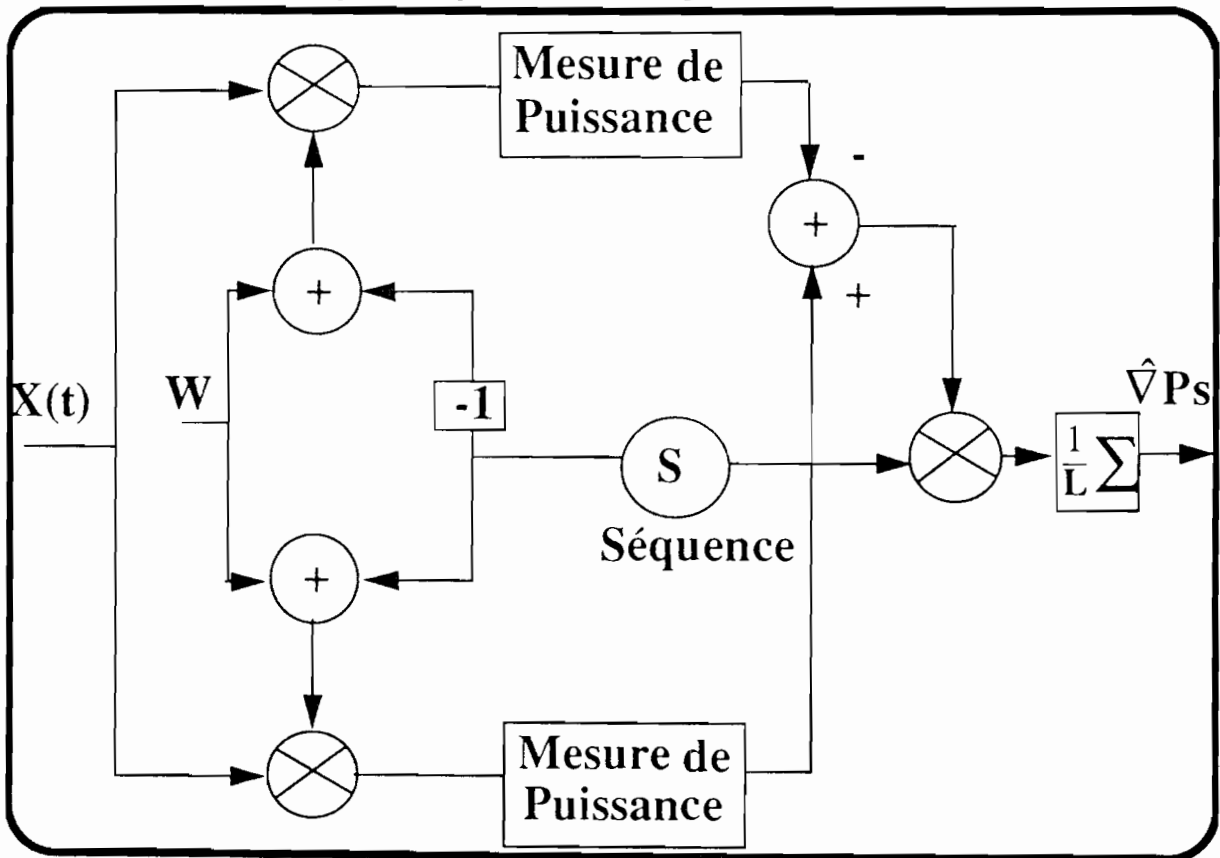 Mesure de
Puissance
-
+
+
+
X(t)
W
-1
S
Séquence
∇̂Ps
1/L ∑
+
Mesure de
Puissance